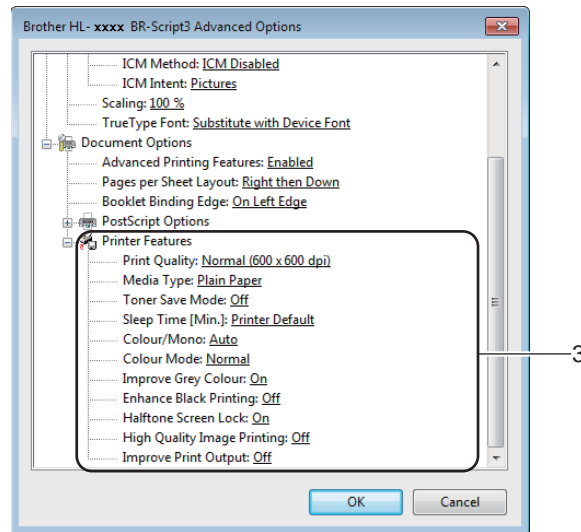 Brother HL- xxxx BR-Script3 Advanced Options
ICM Method: ICM Disabled
ICM Intent: Pictures
Scaling: 100 %
TrueType Font: Substitute with Device Font
Document Options
Advanced Printing Features: Enabled
Pages per Sheet Layout: Right then Down
Booklet Binding Edge: On Left Edge
PostScript Options
Printer Features
Print Quality: Normal (600 x 600 dpi)
Media Type: Plain Paper
Toner Save Mode: Off
Sleep Time [Min.]: Printer Default
Colour/Mono: Auto
3
Colour Mode: Normal
Improve Grey Colour: On
Enhance Black Printing: Off
Halftone Screen Lock: On
High Quality Image Printing: Off
Improve Print Output: Off
OK
Cancel